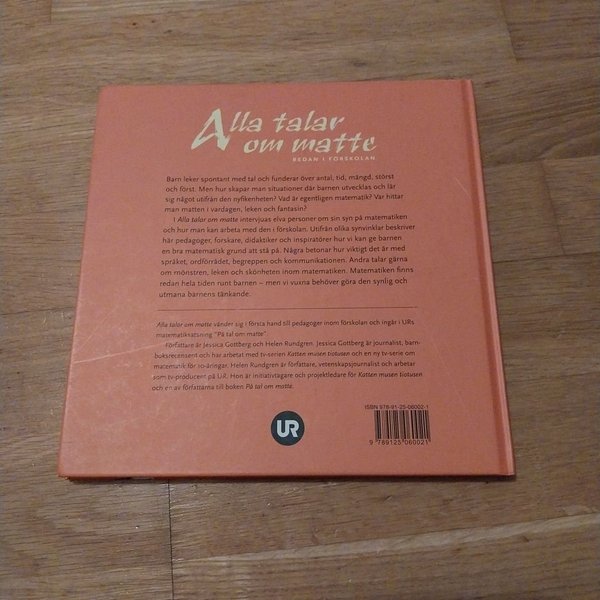 Alla talar
om matte
REDAN I FÖRSKOLAN
Barn leker spontant med tal och funderar över antal, tid, mängd, störst
och först. Men hur skapar man situationer där barnen utvecklas och lär
sig något utifrån den nyfikenheten? Vad är egentligen matematik? Var hittar
man matten i vardagen, leken och fantasin?
I Alla talar om matte intervjuas elva personer om sin syn på matematiken
och hur man kan arbeta med den i förskolan. Utifrån olika synvinklar beskriver
här pedagoger, forskare, didaktiker och inspiratörer hur vi kan ge barnen
en bra matematisk grund att stå på. Några betonar hur viktigt det är med
språket, ordförrådet, begreppen och kommunikationen. Andra talar gärna
om mönstren, leken och skönheten inom matematiken. Matematiken finns
redan hela tiden runt barnen – men vi vuxna behöver göra den synlig och
utmana barnens tänkande.
Alla talar om matte vänder sig i första hand till pedagoger inom förskolan och ingår i URs
matematiksatsning "På tal om matte".
Författare är Jessica Gottberg och Helen Rundgren. Jessica Gottberg är journalist, barn-
boksrecensent och har arbetat med tv-serien Katten musen tiotusen och en ny tv-serie om
matematik för 10-åringar. Helen Rundgren är författare, vetenskapsjournalist och arbetar
som tv-producent på UR. Hon är initiativtagare och projektledare för Katten musen tiotusen
och en av författarna till boken På tal om matte.
ISBN 978-91-25-06002-1
UR
9 789125 060021